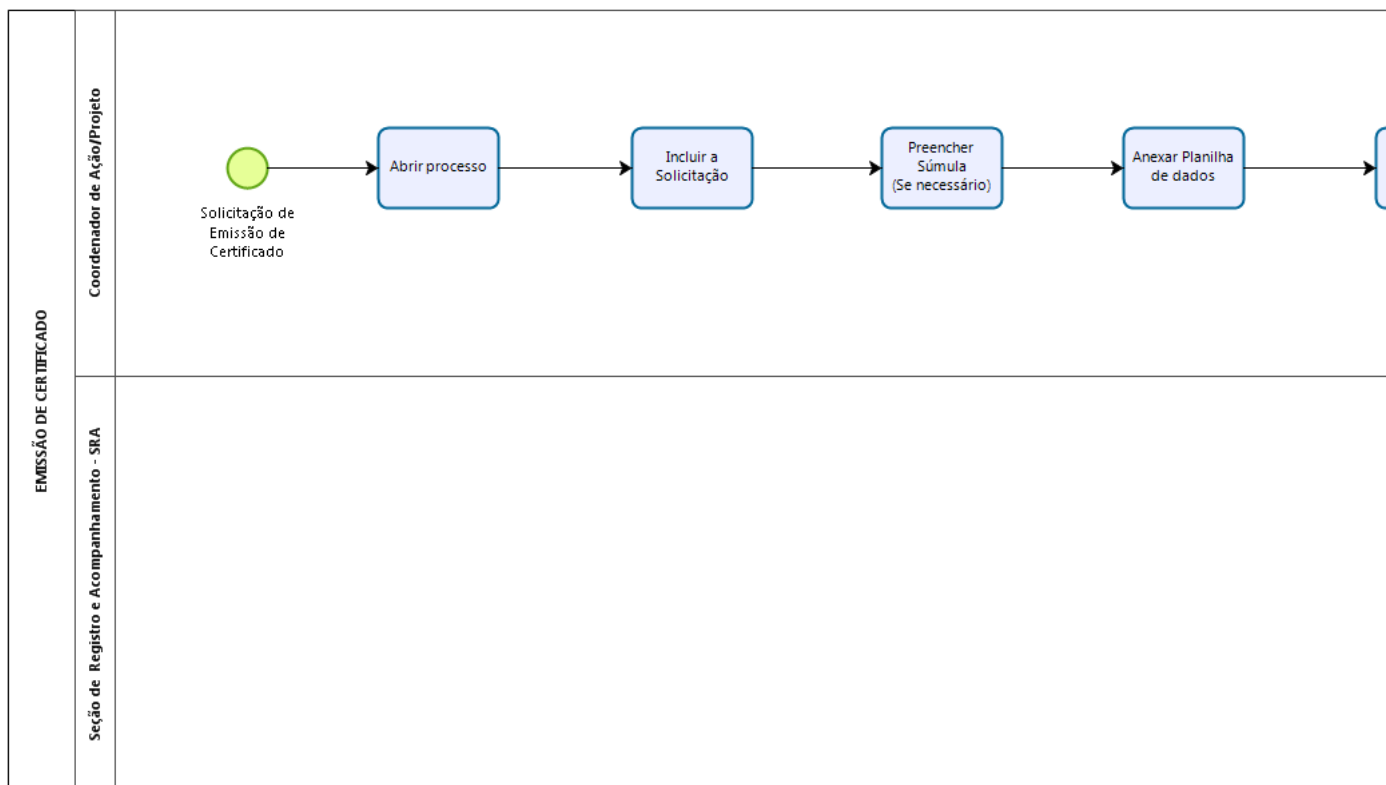 EMISSÃO DE CERTIFICADO
Coordenador de Ação/Projeto
Solicitação de
Emissão de
Certificado
Abrir processo
Incluir a
Solicitação
Preencher
Súmula
(Se necessário)
Anexar Planilha
de dados
Seção de Registro e Acompanhamento - SRA